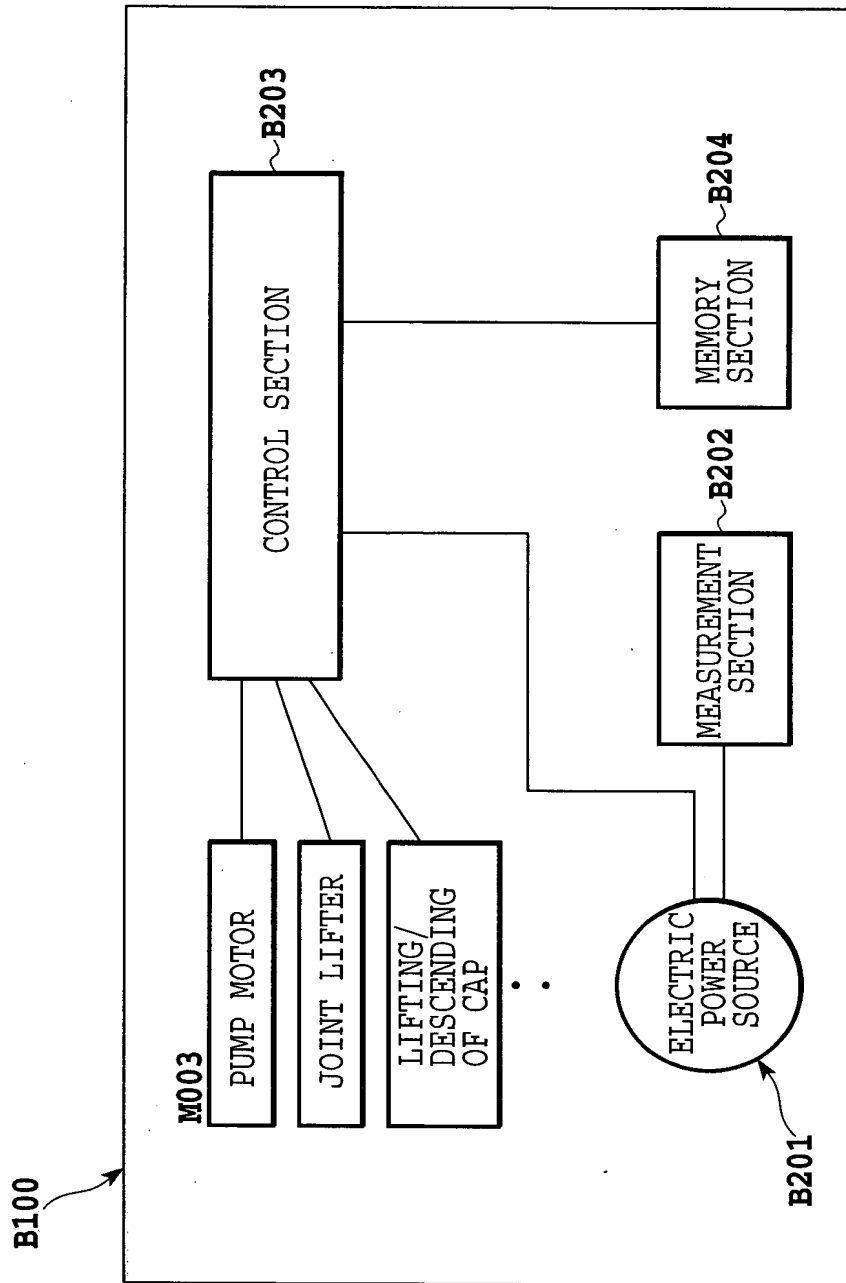 B100
M003
PUMP MOTOR
JOINT LIFTER
LIFTING/
DESCENDING
OF CAP
CONTROL SECTION
B203
ELECTRIC
POWER
SOURCE
B201
MEASUREMENT
SECTION
B202
MEMORY
SECTION
B204